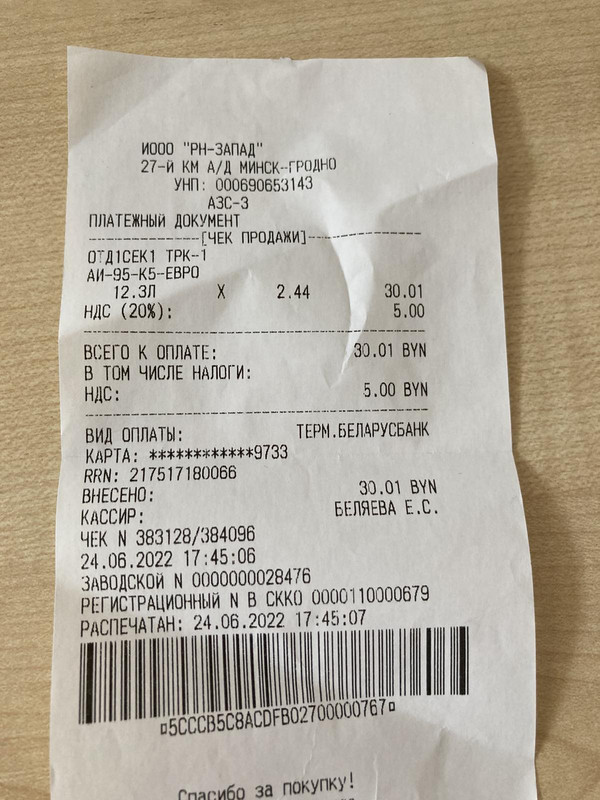 ИООО "РН-ЗАПАД"
27-Й КМ А/Д МИНСК-ГРОДНО
УНП: 000690653143
АЗС-3
ПЛАТЕЖНЫЙ ДОКУМЕНТ
---------------[ЧЕК ПРОДАЖИ]---------------
ОТД1СЕК1 ТРК-1
АИ-95-К5-ЕВРО
12.3Л X 2.44 30.01
НДС (20%): 5.00
ВСЕГО К ОПЛАТЕ: 30.01 BYN
В ТОМ ЧИСЛЕ НАЛОГИ:
НДС: 5.00 BYN
ВИД ОПЛАТЫ: ТЕРМ.БЕЛАРУСБАНК
КАРТА: ************9733
RRN: 217517180066
ВНЕСЕНО: 30.01 BYN
КАССИР: БЕЛЯЕВА Е.С.
ЧЕК N 383128/384096
24.06.2022 17:45:06
ЗАВОДСКОЙ N 0000000028476
РЕГИСТРАЦИОННЫЙ N В СККО 0000110000679
РАСПЕЧАТАН: 24.06.2022 17:45:07
¤5CCCB5C8ACDFB02700000767¤
Спасибо за покупку!